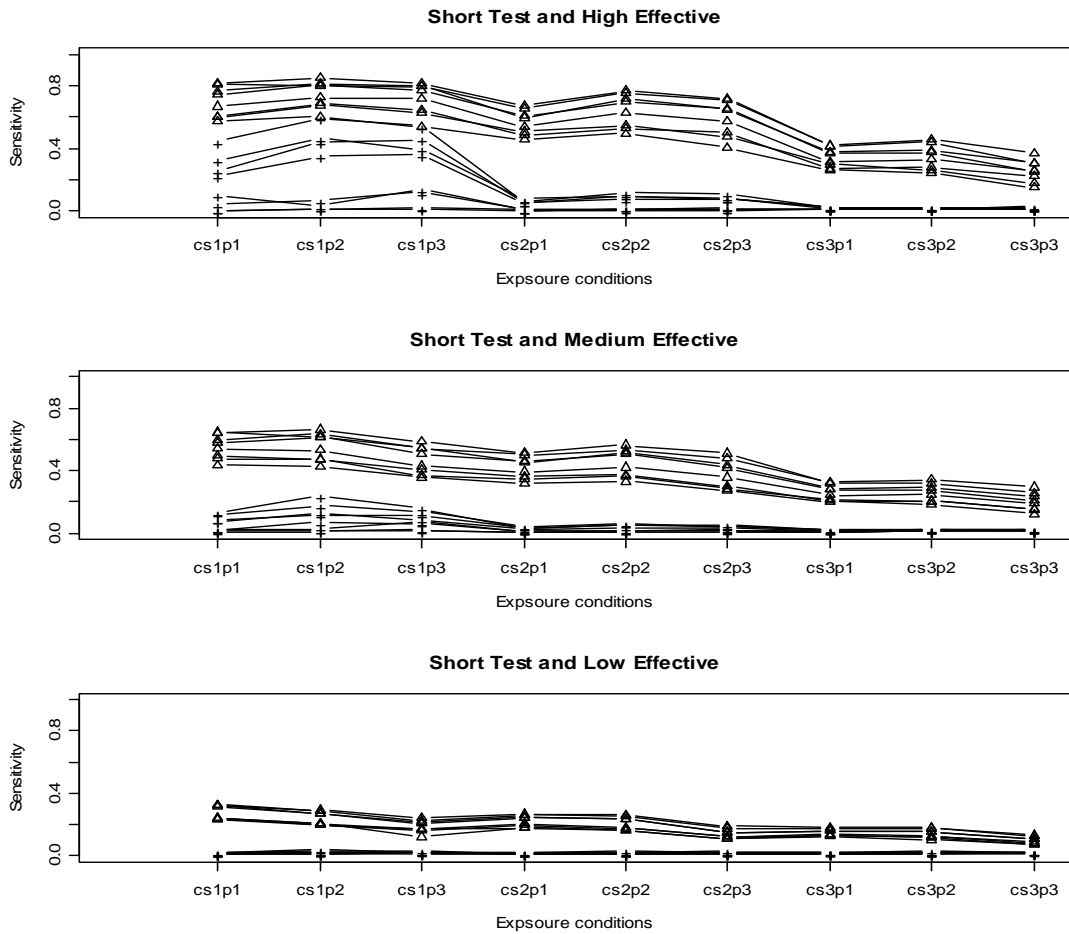 Short Test and High Effective
Sensitivity
0.8
0.4
0.0
cs1p1 cs1p2 cs1p3 cs2p1 cs2p2 cs2p3 cs3p1 cs3p2 cs3p3
Expsoure conditions
Short Test and Medium Effective
Sensitivity
0.8
0.4
0.0
cs1p1 cs1p2 cs1p3 cs2p1 cs2p2 cs2p3 cs3p1 cs3p2 cs3p3
Expsoure conditions
Short Test and Low Effective
Sensitivity
0.8
0.4
0.0
cs1p1 cs1p2 cs1p3 cs2p1 cs2p2 cs2p3 cs3p1 cs3p2 cs3p3
Expsoure conditions